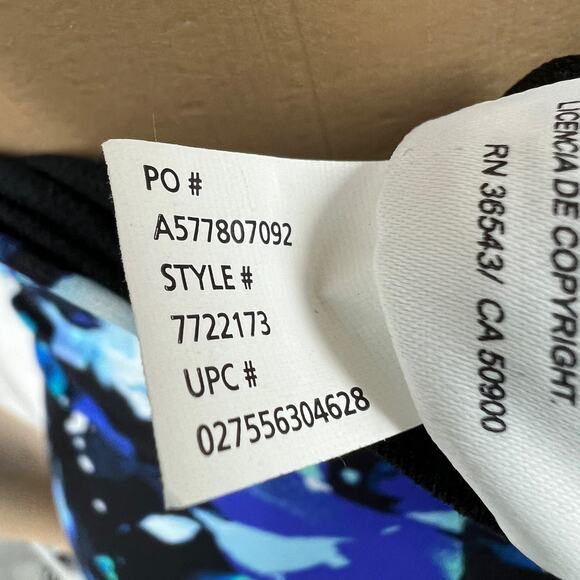 PO #
A577807092
STYLE #
7722173
UPC #
027556304628
LICENCIA DE COPYRIGHT.
RN 36543/ CA 50900